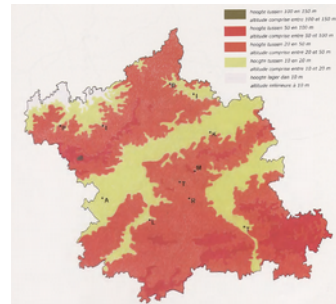 hoogte tussen 100 en 150 m
altitude comprise entre 100 et 150 m
hoogte tussen 50 en 100 m
altitude comprise entre 50 et 100 m
hoogte tussen 20 en 50 m
altitude comprise entre 20 et 50 m
hoogte tussen 10 en 20 m
altitude comprise entre 10 et 20 m
hoogte lager dan 10 m
altitude inférieure à 10 m
D
A
M
H
A
L